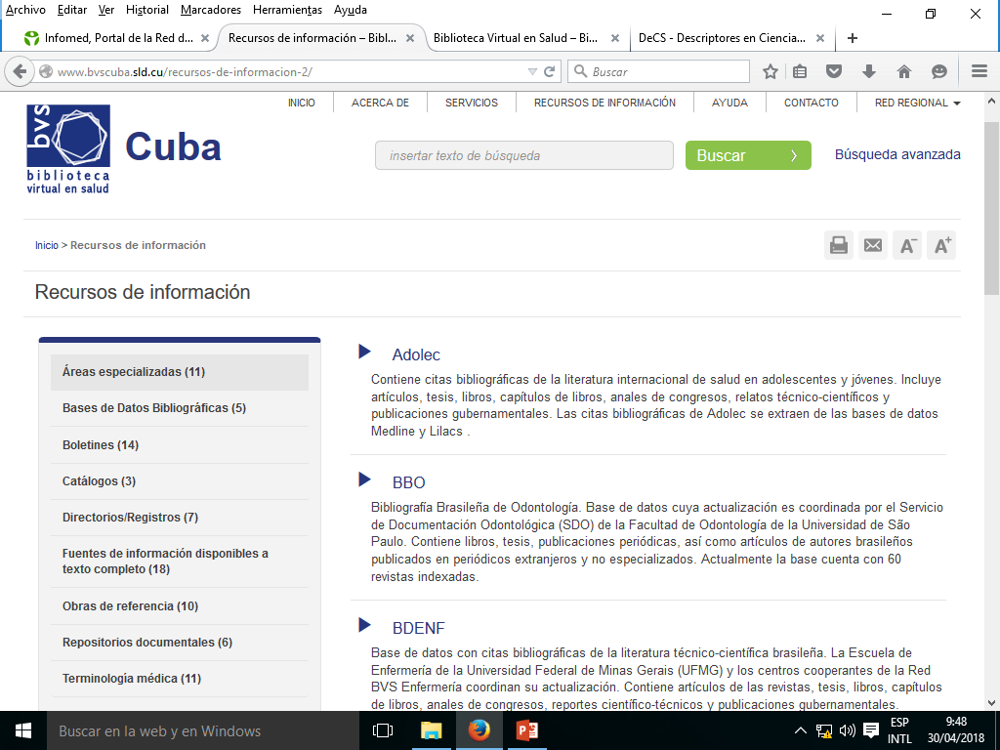 Archivo Editar Ver Historial Marcadores Herramientas Ayuda
Infomed, Portal de la Red d...
Recursos de información – Bibl...
Biblioteca Virtual en Salud – Bi...
DeCS - Descriptores en Ciencia...
www.bvscuba.sld.cu/recursos-de-informacion-2/
Buscar
INICIO
ACERCA DE
SERVICIOS
RECURSOS DE INFORMACIÓN
AYUDA
CONTACTO
RED REGIONAL
bvs
biblioteca
virtual en salud
Cuba
insertar texto de búsqueda
Buscar
Búsqueda avanzada
Inicio > Recursos de información
A-
A+
Recursos de información
Áreas especializadas (11)
Bases de Datos Bibliográficas (5)
Boletines (14)
Catálogos (3)
Directorios/Registros (7)
Fuentes de información disponibles a
texto completo (18)
Obras de referencia (10)
Repositorios documentales (6)
Terminología médica (11)
Adolec
Contiene citas bibliográficas de la literatura internacional de salud en adolescentes y jóvenes. Incluye
artículos, tesis, libros, capítulos de libros, anales de congresos, relatos técnico-científicos y
publicaciones gubernamentales. Las citas bibliográficas de Adolec se extraen de las bases de datos
Medline y Lilacs .
BBO
Bibliografía Brasileña de Odontología. Base de datos cuya actualización es coordinada por el Servicio
de Documentación Odontológica (SDO) de la Facultad de Odontología de la Universidad de São
Paulo. Contiene libros, tesis, publicaciones periódicas, así como artículos de autores brasileños
publicados en periódicos extranjeros y no especializados. Actualmente la base cuenta con 60
revistas indexadas.
BDENF
Base de datos con citas bibliográficas de la literatura técnico-científica brasileña. La Escuela de
Enfermería de la Universidad Federal de Minas Gerais (UFMG) y los centros cooperantes de la Red
BVS Enfermería coordinan su actualización. Contiene artículos de las revistas, tesis, libros, capítulos
de libros, anales de congresos, reportes científico-técnicos y publicaciones gubernamentales.
Buscar en la web y en Windows
ESP
INTL
9:48
30/04/2018